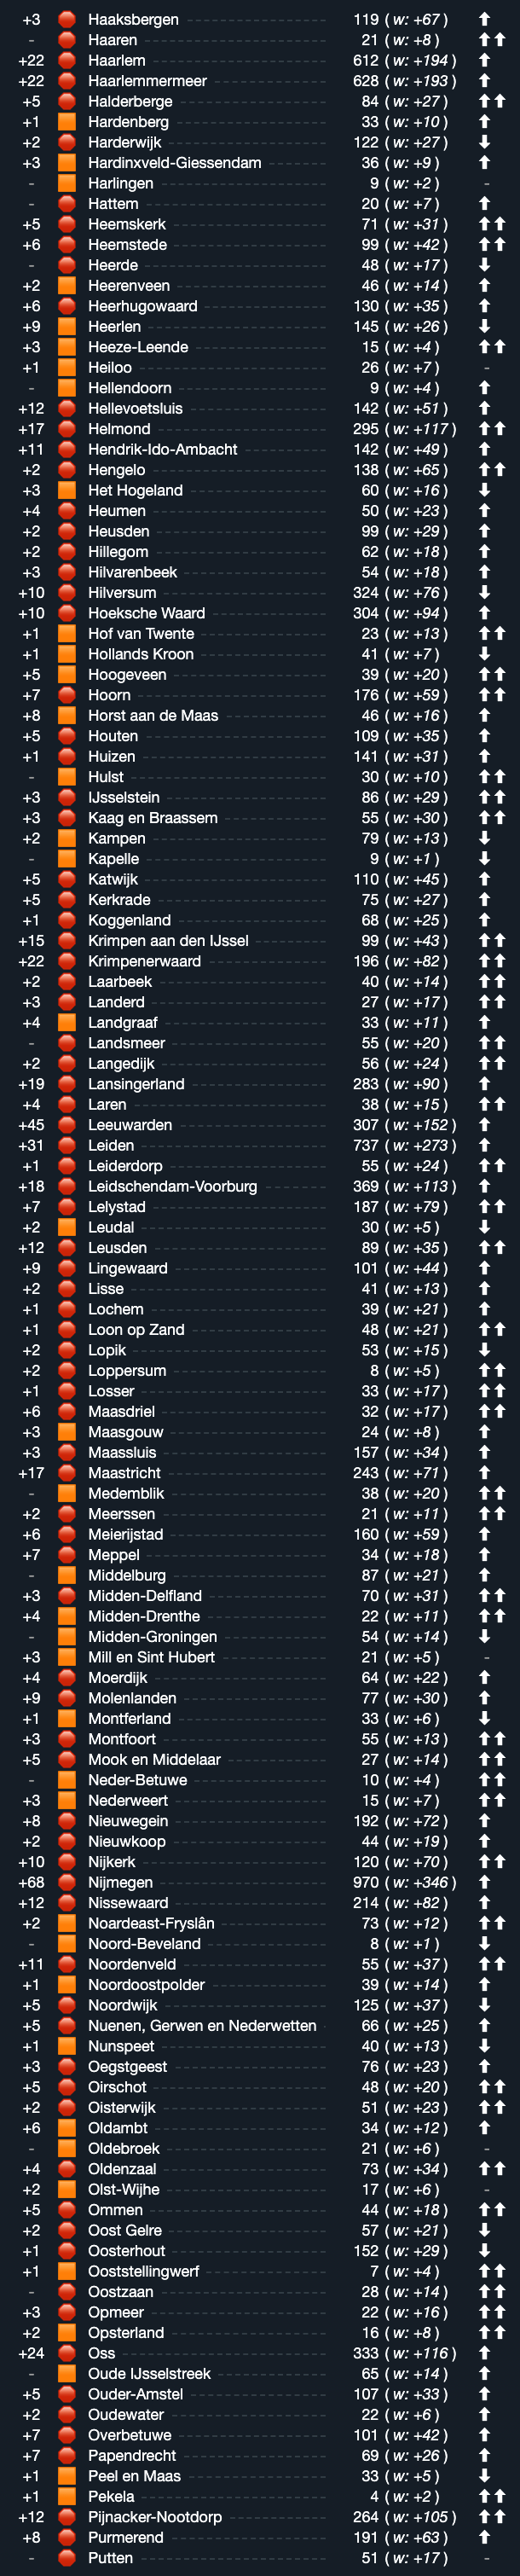 +3 Haaksbergen 119 (w: +67) ⬆
- Haaren 21 (w: +8) ⬆⬆
+22 Haarlem 612 (w: +194) ⬆
+22 Haarlemmermeer 628 (w: +193) ⬆
+5 Halderberge 84 (w: +27) ⬆⬆
+1 Hardenberg 33 (w: +10) ⬆
+2 Harderwijk 122 (w: +27) ⬇
+3 Hardinxveld-Giessendam 36 (w: +9) ⬆
- Harlingen 9 (w: +2) -
- Hattem 20 (w: +7) ⬆
+5 Heemskerk 71 (w: +31) ⬆⬆
+6 Heemstede 99 (w: +42) ⬆⬆
- Heerde 48 (w: +17) ⬇
+2 Heerenveen 46 (w: +14) ⬆
+6 Heerhugowaard 130 (w: +35) ⬆
+9 Heerlen 145 (w: +26) ⬇
+3 Heeze-Leende 15 (w: +4) ⬆⬆
+1 Heiloo 26 (w: +7) -
- Hellendoorn 9 (w: +4) ⬆
+12 Hellevoetsluis 142 (w: +51) ⬆
+17 Helmond 295 (w: +117) ⬆⬆
+11 Hendrik-Ido-Ambacht 142 (w: +49) ⬆
+2 Hengelo 138 (w: +65) ⬆⬆
+3 Het Hogeland 60 (w: +16) ⬇
+4 Heumen 50 (w: +23) ⬆
+2 Heusden 99 (w: +29) ⬆
+2 Hillegom 62 (w: +18) ⬆
+3 Hilvarenbeek 54 (w: +18) ⬆
+10 Hilversum 324 (w: +76) ⬇
+10 Hoeksche Waard 304 (w: +94) ⬆
+1 Hof van Twente 23 (w: +13) ⬆⬆
+1 Hollands Kroon 41 (w: +7) ⬇
+5 Hoogeveen 39 (w: +20) ⬆⬆
+7 Hoorn 176 (w: +59) ⬆⬆
+8 Horst aan de Maas 46 (w: +16) ⬆
+5 Houten 109 (w: +35) ⬆
+1 Huizen 141 (w: +31) ⬆
- Hulst 30 (w: +10) ⬆⬆
+3 IJsselstein 86 (w: +29) ⬆⬆
+3 Kaag en Braassem 55 (w: +30) ⬆⬆
+2 Kampen 79 (w: +13) ⬇
- Kapelle 9 (w: +1) ⬇
+5 Katwijk 110 (w: +45) ⬆
+5 Kerkrade 75 (w: +27) ⬆
+1 Koggenland 68 (w: +25) ⬆
+15 Krimpen aan den IJssel 99 (w: +43) ⬆⬆
+22 Krimpenerwaard 196 (w: +82) ⬆⬆
+2 Laarbeek 40 (w: +14) ⬆⬆
+3 Landerd 27 (w: +17) ⬆⬆
+4 Landgraaf 33 (w: +11) ⬆
- Landsmeer 55 (w: +20) ⬆⬆
+2 Langedijk 56 (w: +24) ⬆⬆
+19 Lansingerland 283 (w: +90) ⬆
+4 Laren 38 (w: +15) ⬆⬆
+45 Leeuwarden 307 (w: +152) ⬆
+31 Leiden 737 (w: +273) ⬆
+1 Leiderdorp 55 (w: +24) ⬆⬆
+18 Leidschendam-Voorburg 369 (w: +113) ⬆
+7 Lelystad 187 (w: +79) ⬆⬆
+2 Leudal 30 (w: +5) ⬇
+12 Leusden 89 (w: +35) ⬆⬆
+9 Lingewaard 101 (w: +44) ⬆
+2 Lisse 41 (w: +13) ⬆
+1 Lochem 39 (w: +21) ⬆
+1 Loon op Zand 48 (w: +21) ⬆⬆
+2 Lopik 53 (w: +15) ⬇
+2 Loppersum 8 (w: +5) ⬆⬆
+1 Losser 33 (w: +17) ⬆⬆
+6 Maasdriel 32 (w: +17) ⬆⬆
+3 Maasgouw 24 (w: +8) ⬆
+3 Maassluis 157 (w: +34) ⬆
+17 Maastricht 243 (w: +71) ⬆
- Medemblik 38 (w: +20) ⬆⬆
+2 Meerssen 21 (w: +11) ⬆⬆
+6 Meierijstad 160 (w: +59) ⬆
+7 Meppel 34 (w: +18) ⬆
- Middelburg 87 (w: +21) ⬆
+3 Midden-Delfland 70 (w: +31) ⬆⬆
+4 Midden-Drenthe 22 (w: +11) ⬆⬆
- Midden-Groningen 54 (w: +14) ⬇
+3 Mill en Sint Hubert 21 (w: +5) -
+4 Moerdijk 64 (w: +22) ⬆
+9 Molenlanden 77 (w: +30) ⬆
+1 Montferland 33 (w: +6) ⬇
+3 Montfoort 55 (w: +13) ⬆⬆
+5 Mook en Middelaar 27 (w: +14) ⬆⬆
- Neder-Betuwe 10 (w: +4) ⬆⬆
+3 Nederweert 15 (w: +7) ⬆⬆
+8 Nieuwegein 192 (w: +72) ⬆
+2 Nieuwkoop 44 (w: +19) ⬆
+10 Nijkerk 120 (w: +70) ⬆⬆
+68 Nijmegen 970 (w: +346) ⬆
+12 Nissewaard 214 (w: +82) ⬆
+2 Noardeast-Fryslân 73 (w: +12) ⬆⬆
- Noord-Beveland 8 (w: +1) ⬇
+11 Noordenveld 55 (w: +37) ⬆⬆
+1 Noordoostpolder 39 (w: +14) ⬆
+5 Noordwijk 125 (w: +37) ⬇
+5 Nuenen, Gerwen en Nederwetten 66 (w: +25) ⬆
+1 Nunspeet 40 (w: +13) ⬇
+3 Oegstgeest 76 (w: +23) ⬆
+5 Oirschot 48 (w: +20) ⬆⬆
+2 Oisterwijk 51 (w: +23) ⬆⬆
+6 Oldambt 34 (w: +12) ⬆
- Oldebroek 21 (w: +6) -
+4 Oldenzaal 73 (w: +34) ⬆⬆
+2 Olst-Wijhe 17 (w: +6) -
+5 Ommen 44 (w: +18) ⬆⬆
+2 Oost Gelre 57 (w: +21) ⬇
+1 Oosterhout 152 (w: +29) ⬇
+1 Ooststellingwerf 7 (w: +4) ⬆⬆
- Oostzaan 28 (w: +14) ⬆⬆
+3 Opmeer 22 (w: +16) ⬆⬆
+2 Opsterland 16 (w: +8) ⬆⬆
+24 Oss 333 (w: +116) ⬆
- Oude IJsselstreek 65 (w: +14) ⬆
+5 Ouder-Amstel 107 (w: +33) ⬆
+2 Oudewater 22 (w: +6) ⬆
+7 Overbetuwe 101 (w: +42) ⬆
+7 Papendrecht 69 (w: +26) ⬆
+1 Peel en Maas 33 (w: +5) ⬇
+1 Pekela 4 (w: +2) ⬆⬆
+12 Pijnacker-Nootdorp 264 (w: +105) ⬆⬆
+8 Purmerend 191 (w: +63) ⬆
- Putten 51 (w: +17) -